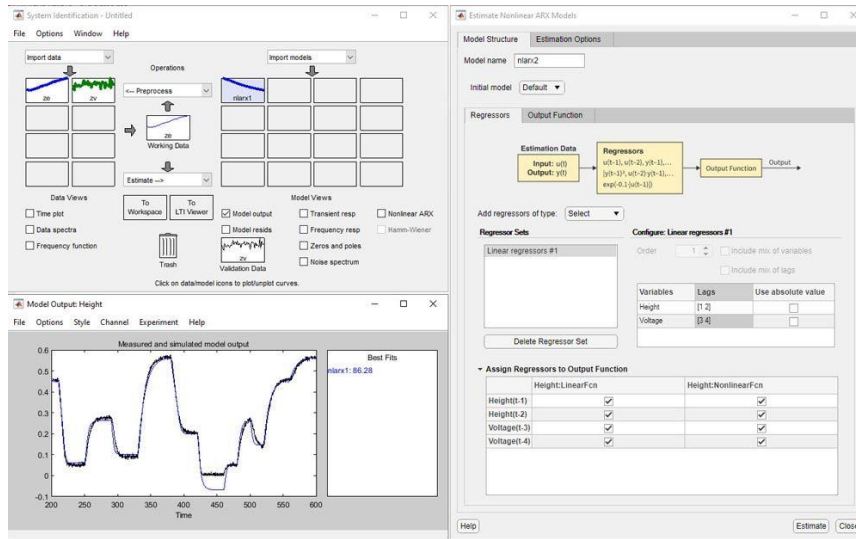 System Identification - Untitled
File Options Window Help
Import data
Import models
Operations
<-- Preprocess
ze
zv
nlarx1
ze
Working Data
Estimate -->
Data Views
To Workspace
To LTI Viewer
Model Views
Time plot
Data spectra
Frequency function
Model output
Model resids
Transient resp
Frequency resp
Zeros and poles
Noise spectrum
Nonlinear ARX
Hamm-Wiener
Trash
zv
Validation Data
Click on data/model icons to plot/unplot curves.
Model Output: Height
File Options Style Channel Experiment Help
Measured and simulated model output
0.6
0.5
0.4
0.3
0.2
0.1
0
-0.1
200 250 300 350 400 450 500 550 600
Time
Best Fits
nlarx1: 86.28
Estimate Nonlinear ARX Models
Model Structure Estimation Options
Model name nlarx2
Initial model Default
Regressors Output Function
Estimation Data
Input: u(t)
Output: y(t)
Regressors
u(t-1), u(t-2), y(t-1),...
Output Function
Output
Add regressors of type: Select
Regressor Sets
Linear regressors #1
Delete Regressor Set
Configure: Linear regressors #1
Order 1 Include mix of variables
Include mix of lags
Variables Lags Use absolute value
Height [1 2]
Voltage [3 4]
Assign Regressors to Output Function
Height:LinearFcn Height:NonlinearFcn
Height(t-1)
Height(t-2)
Voltage(t-3)
Voltage(t-4)
Help
Estimate
Close